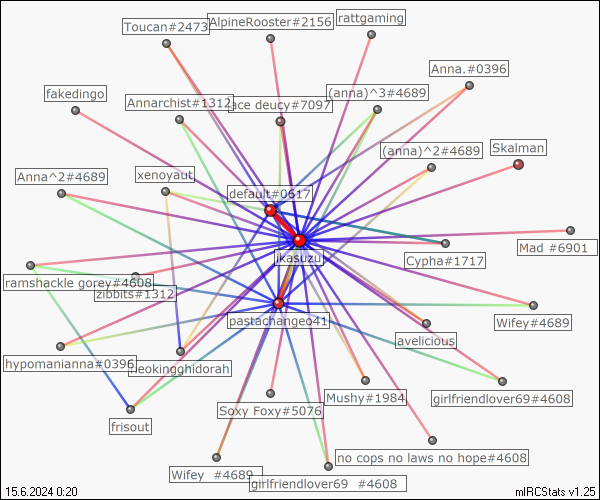 rattgaming
AlpineRooster#2156
Toucan#2473
Anna.#0396
(anna)^3#4689
fakedingo
Annarchist#1312
ace deucy#7097
Skalman
(anna)^2#4689
Anna^2#4689
xenoyaut
default#0617
Mad #6901
ikasuzu
Cypha#1717
ramshackle gorey#4608
zibbits#1312
pastachangeo41
Wifey#4689
avelicious
hypomanianna#0396
neokingghidorah
Mushy#1984
girlfriendlover69#4608
Soxy Foxy#5076
frisout
no cops no laws no hope#4608
Wifey #4689
girlfriendlover69 #4608
15.6.2024 0:20
mIRCStats v1.25